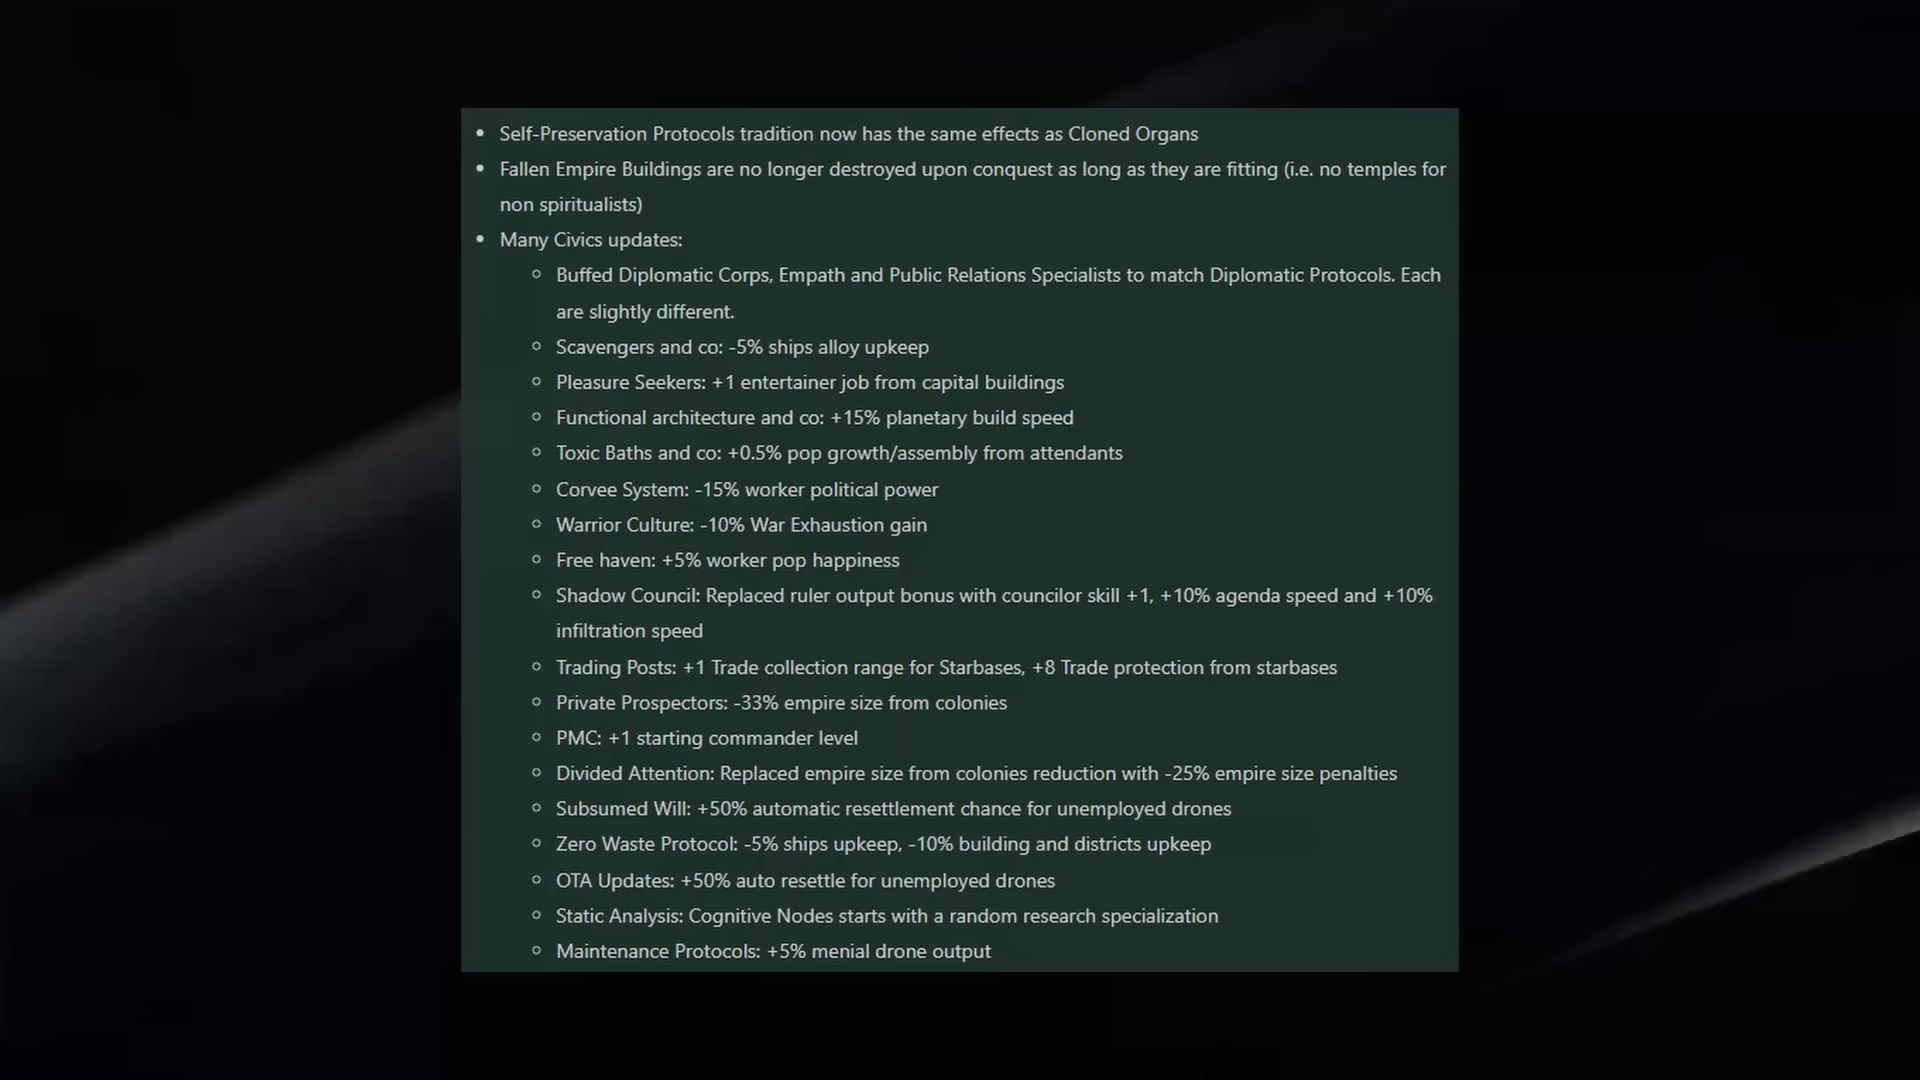 Self-Preservation Protocols tradition now has the same effects as Cloned Organs
Fallen Empire Buildings are no longer destroyed upon conquest as long as they are fitting (i.e. no temples for
non spiritualists)
Many Civics updates:
Buffed Diplomatic Corps, Empath and Public Relations Specialists to match Diplomatic Protocols. Each
are slightly different.
Scavengers and co: -5% ships alloy upkeep
Pleasure Seekers: +1 entertainer job from capital buildings
Functional architecture and co: +15% planetary build speed
Toxic Baths and co: +0.5% pop growth/assembly from attendants
Corvee System: -15% worker political power
Warrior Culture: -10% War Exhaustion gain
Free haven: +5% worker pop happiness
Shadow Council: Replaced ruler output bonus with councilor skill +1, +10% agenda speed and +10%
infiltration speed
Trading Posts: +1 Trade collection range for Starbases, +8 Trade protection from starbases
Private Prospectors: -33% empire size from colonies
PMC: +1 starting commander level
Divided Attention: Replaced empire size from colonies reduction with -25% empire size penalties
Subsumed Will: +50% automatic resettlement chance for unemployed drones
Zero Waste Protocol: -5% ships upkeep, -10% building and districts upkeep
OTA Updates: +50% auto resettle for unemployed drones
Static Analysis: Cognitive Nodes starts with a random research specialization
Maintenance Protocols: +5% menial drone output